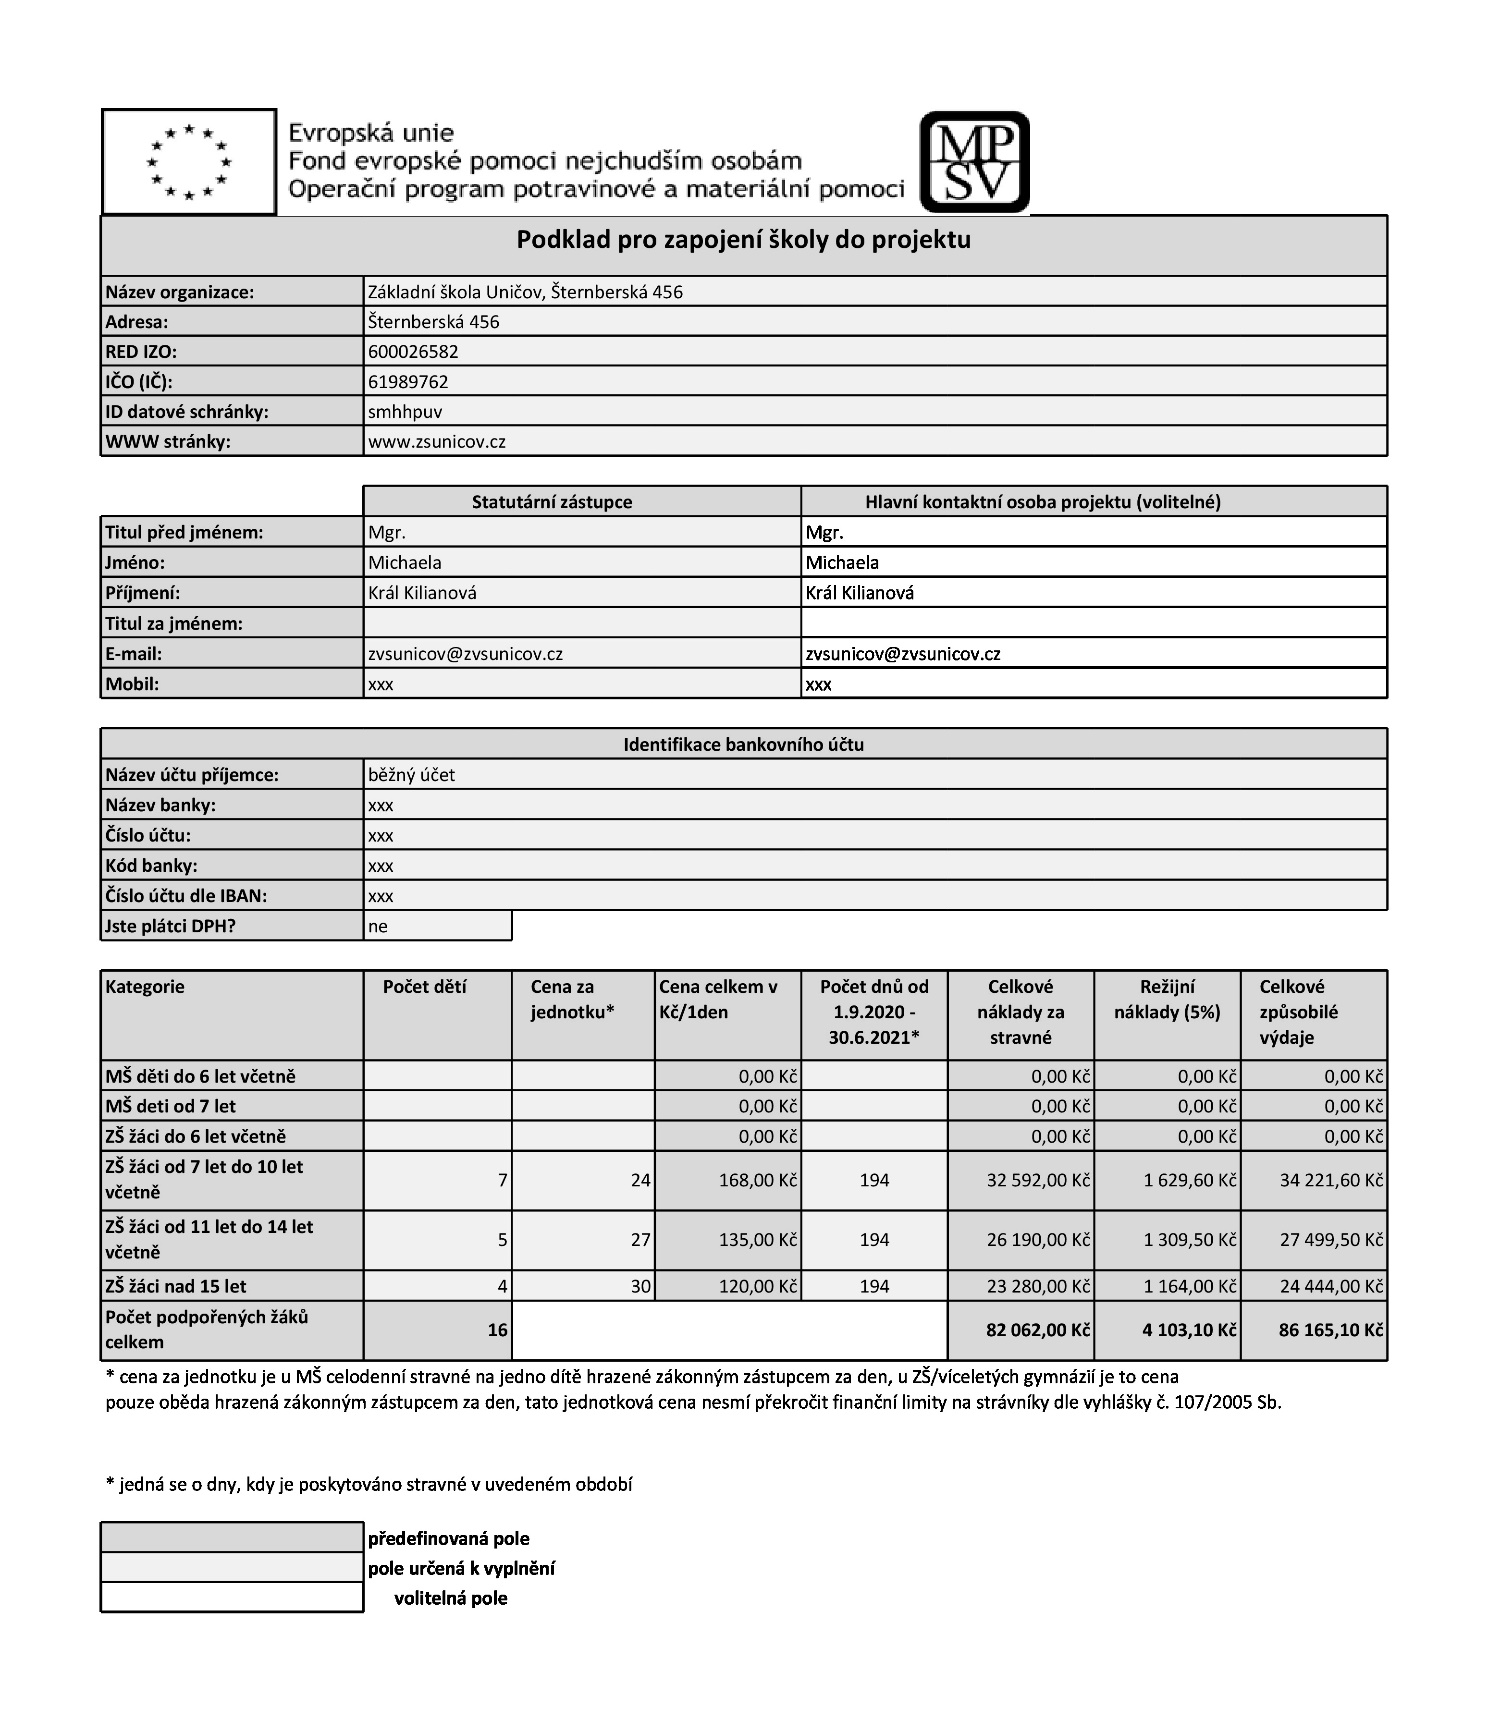 Evropská unie
Fond evropské pomoci nejchudším osobám
Operační program potravinové a materiální pomoci
MP
SV
Podklad pro zapojení školy do projektu
Název organizace: Základní škola Uničov, Šternberská 456
Adresa: Šternberská 456
RED IZO: 600026582
IČO (IČ): 61989762
ID datové schránky: smhhpuv
WWW stránky: www.zsunicov.cz
Statutární zástupce Hlavní kontaktní osoba projektu (volitelné)
Titul před jménem: Mgr. Mgr.
Jméno: Michaela Michaela
Příjmení: Král Kilianová Král Kilianová
Titul za jménem:
E-mail: zvsunicov@zvsunicov.cz zvsunicov@zvsunicov.cz
Mobil: xxx xxx
Identifikace bankovního účtu
Název účtu příjemce: běžný účet
Název banky: xxx
Číslo účtu: xxx
Kód banky: xxx
Číslo účtu dle IBAN: xxx
Jste plátci DPH? ne
Kategorie Počet dětí Cena za Cena celkem v Počet dnů od Celkové Režijní Celkové
jednotku* Kč/1den 1.9.2020 - náklady za náklady (5%) způsobilé
30.6.2021* stravné výdaje
MŠ děti do 6 let včetně 0,00 Kč 0,00 Kč 0,00 Kč 0,00 Kč
MŠ deti od 7 let 0,00 Kč 0,00 Kč 0,00 Kč 0,00 Kč
ZŠ žáci do 6 let včetně 0,00 Kč 0,00 Kč 0,00 Kč 0,00 Kč
ZŠ žáci od 7 let do 10 let
včetně 7 24 168,00 Kč 194 32 592,00 Kč 1 629,60 Kč 34 221,60 Kč
ZŠ žáci od 11 let do 14 let
včetně 5 27 135,00 Kč 194 26 190,00 Kč 1 309,50 Kč 27 499,50 Kč
ZŠ žáci nad 15 let 4 30 120,00 Kč 194 23 280,00 Kč 1 164,00 Kč 24 444,00 Kč
Počet podpořených žáků
celkem 16 82 062,00 Kč 4 103,10 Kč 86 165,10 Kč
* cena za jednotku je u MŠ celodenní stravné na jedno dítě hrazené zákonným zástupcem za den, u ZŠ/víceletých gymnázií je to cena
pouze oběda hrazená zákonným zástupcem za den, tato jednotková cena nesmí překročit finanční limity na strávníky dle vyhlášky č. 107/2005 Sb.
* jedná se o dny, kdy je poskytováno stravné v uvedeném období
předefinovaná pole
pole určená k vyplnění
volitelná pole